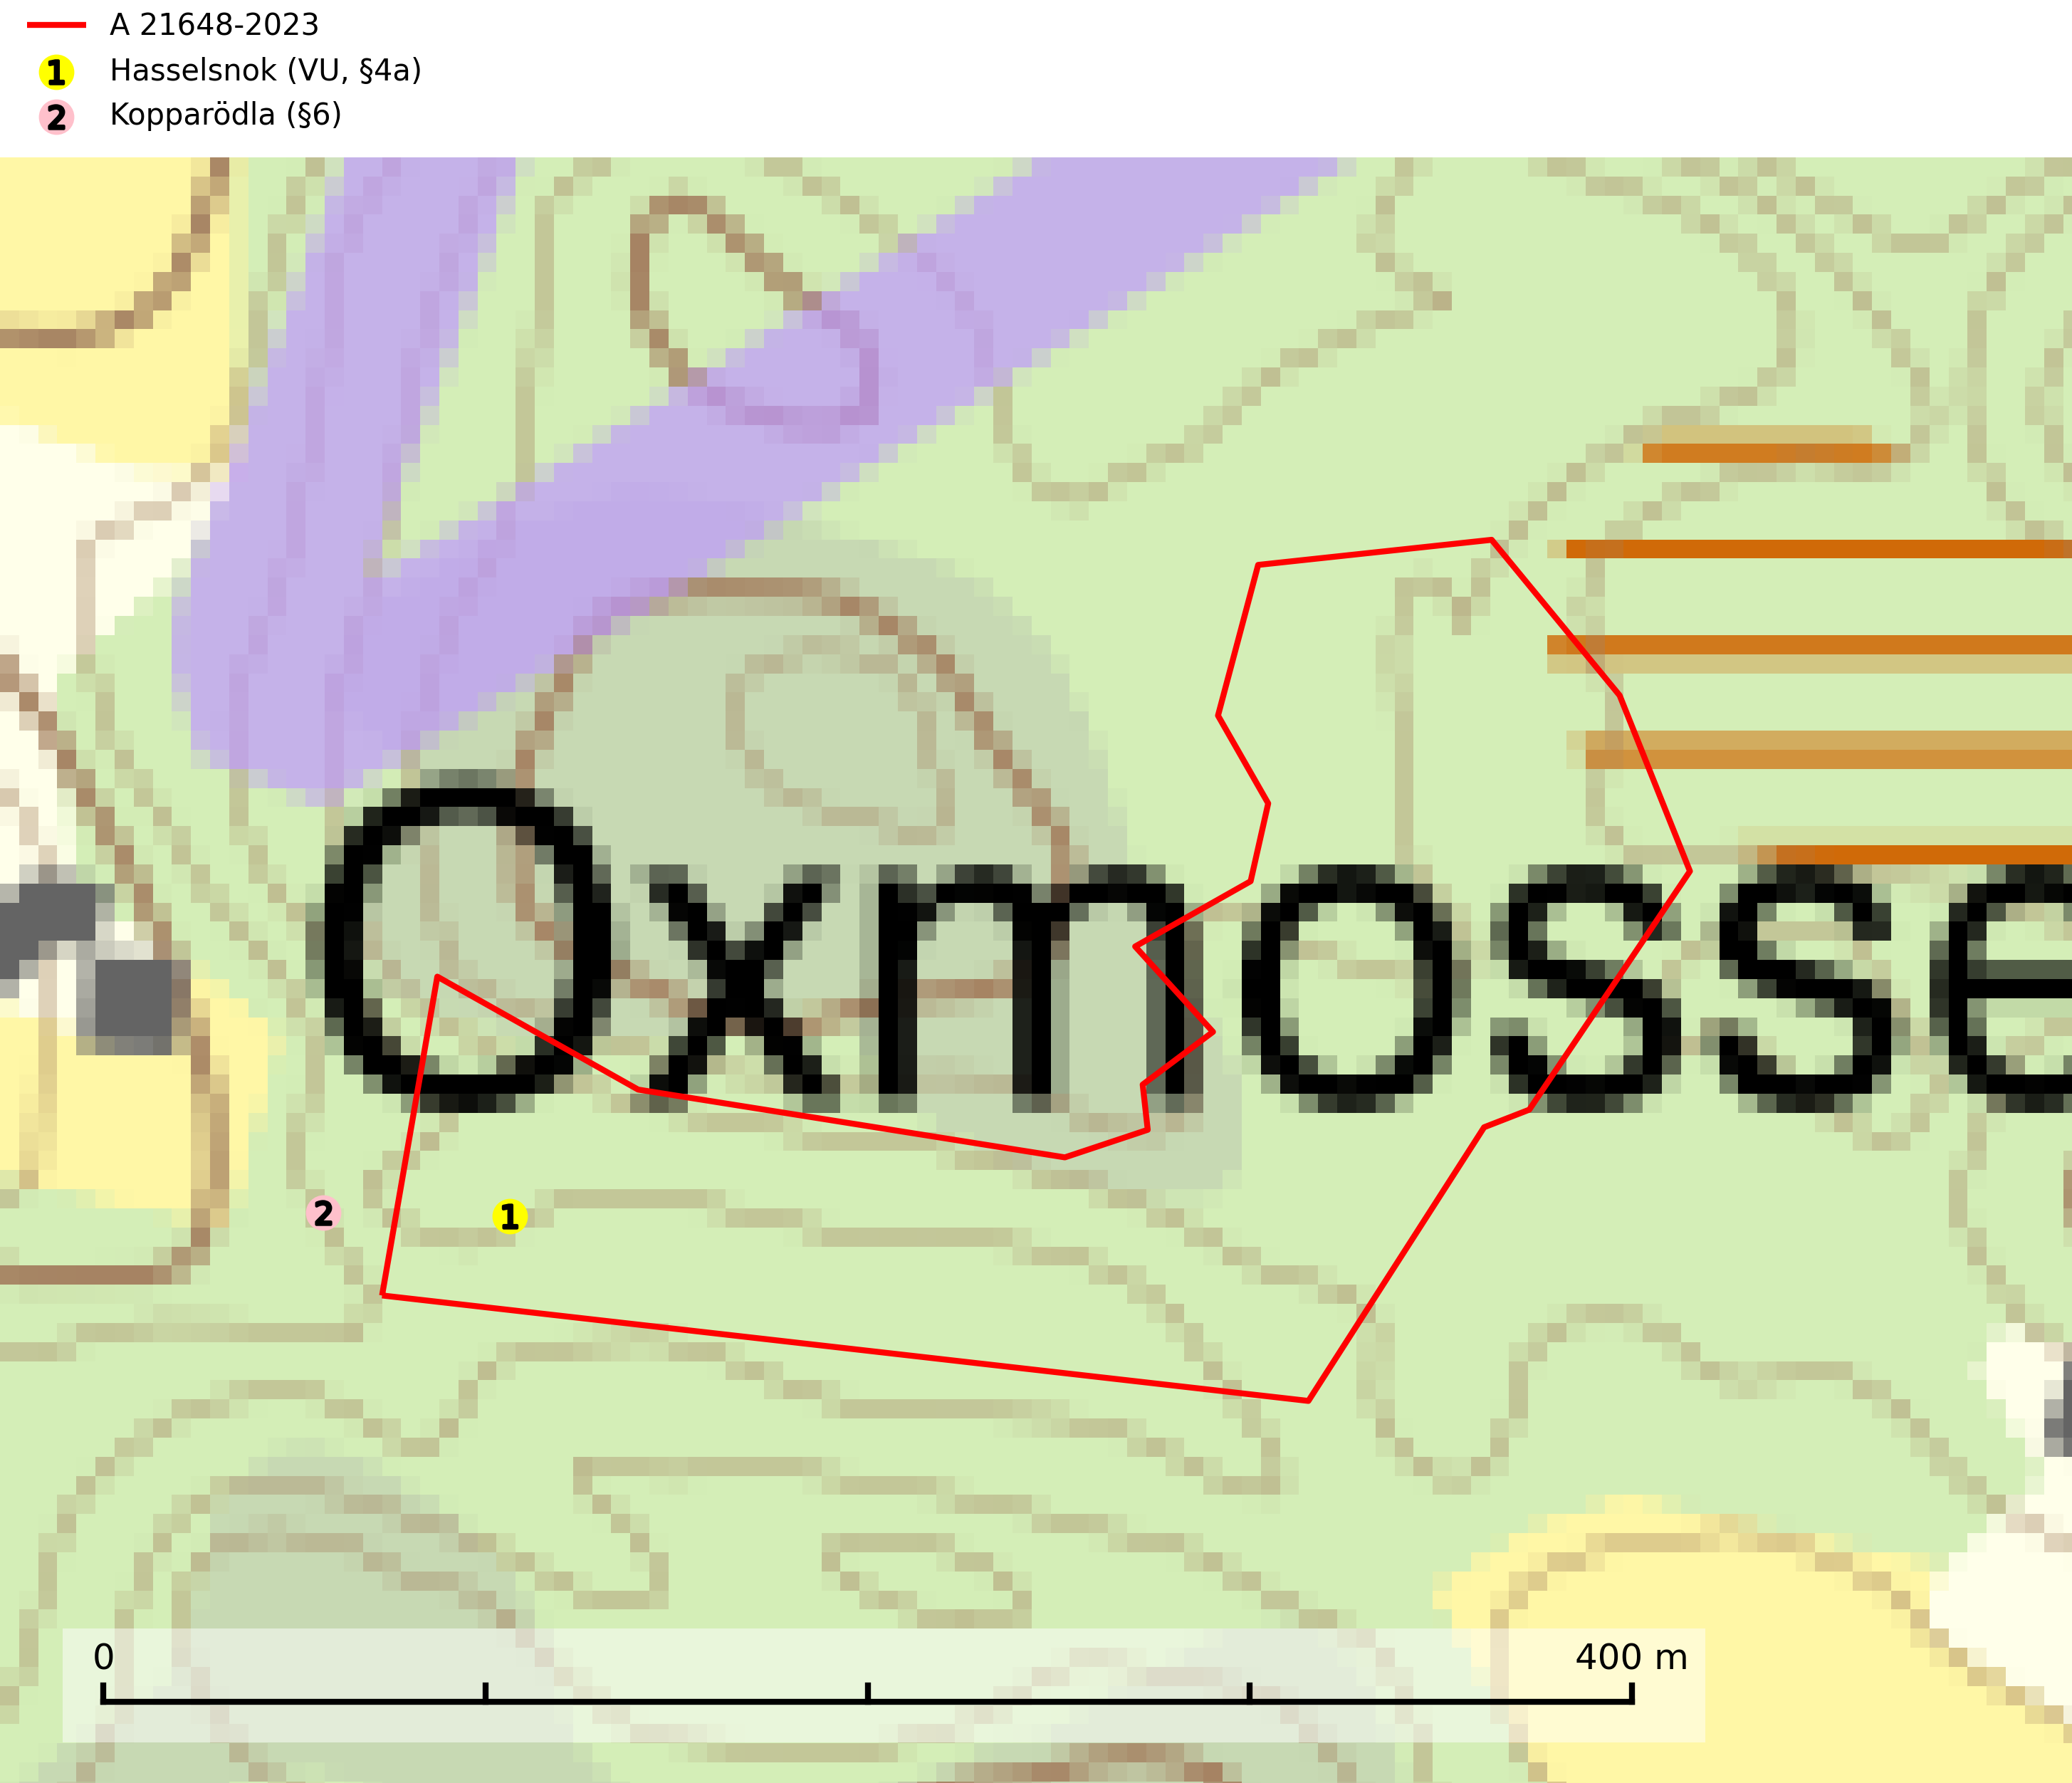 A 21648-2023
1 Hasselsnok (VU, §4a)
2 Kopparödla (§6)
Oxmosse
2 1
0 400 m